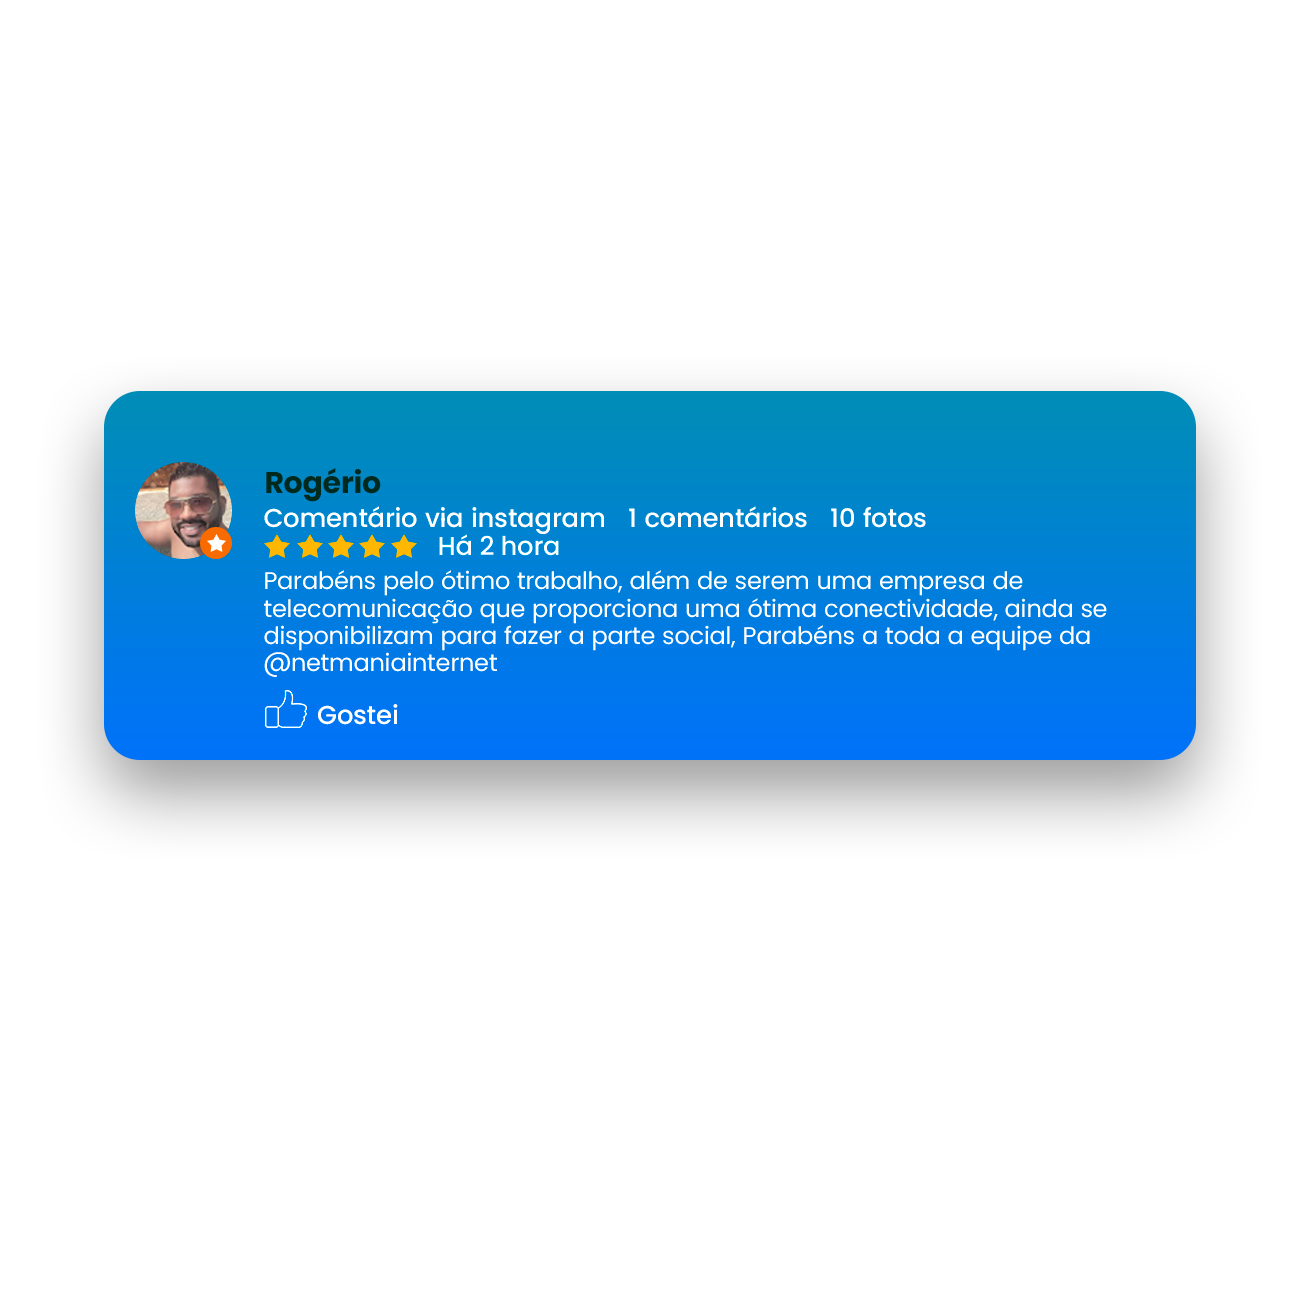 Rogério
Comentário via instagram 1 comentários 10 fotos
Há 2 hora
Parabéns pelo ótimo trabalho, além de serem uma empresa de
telecomunicação que proporciona uma ótima conectividade, ainda se
disponibilizam para fazer a parte social, Parabéns a toda a equipe da
@netmaniainternet
Gostei